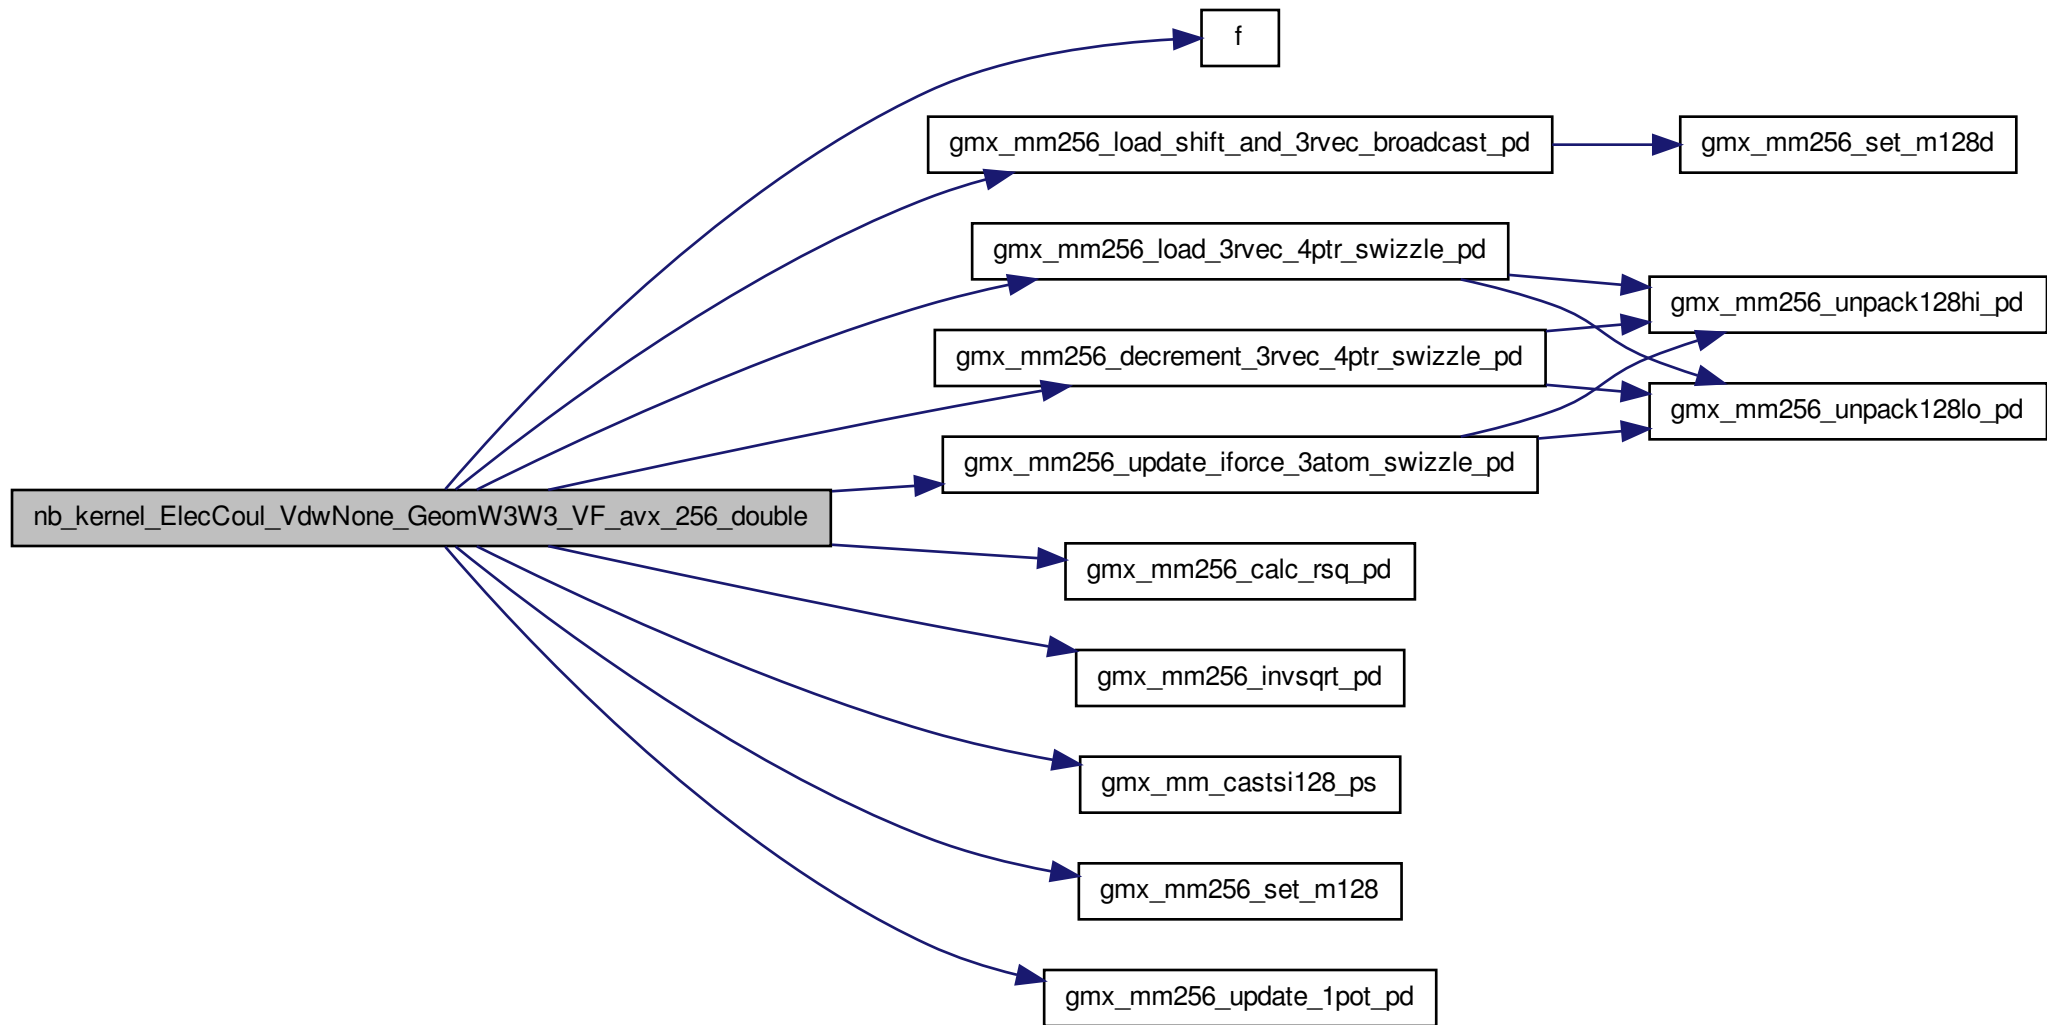 f
gmx_mm256_load_shift_and_3rvec_broadcast_pd
gmx_mm256_set_m128d
gmx_mm256_load_3rvec_4ptr_swizzle_pd
gmx_mm256_unpack128hi_pd
gmx_mm256_decrement_3rvec_4ptr_swizzle_pd
gmx_mm256_unpack128lo_pd
gmx_mm256_update_iforce_3atom_swizzle_pd
nb_kernel_ElecCoul_VdwNone_GeomW3W3_VF_avx_256_double
gmx_mm256_calc_rsq_pd
gmx_mm256_invsqrt_pd
gmx_mm_castsi128_ps
gmx_mm256_set_m128
gmx_mm256_update_1pot_pd